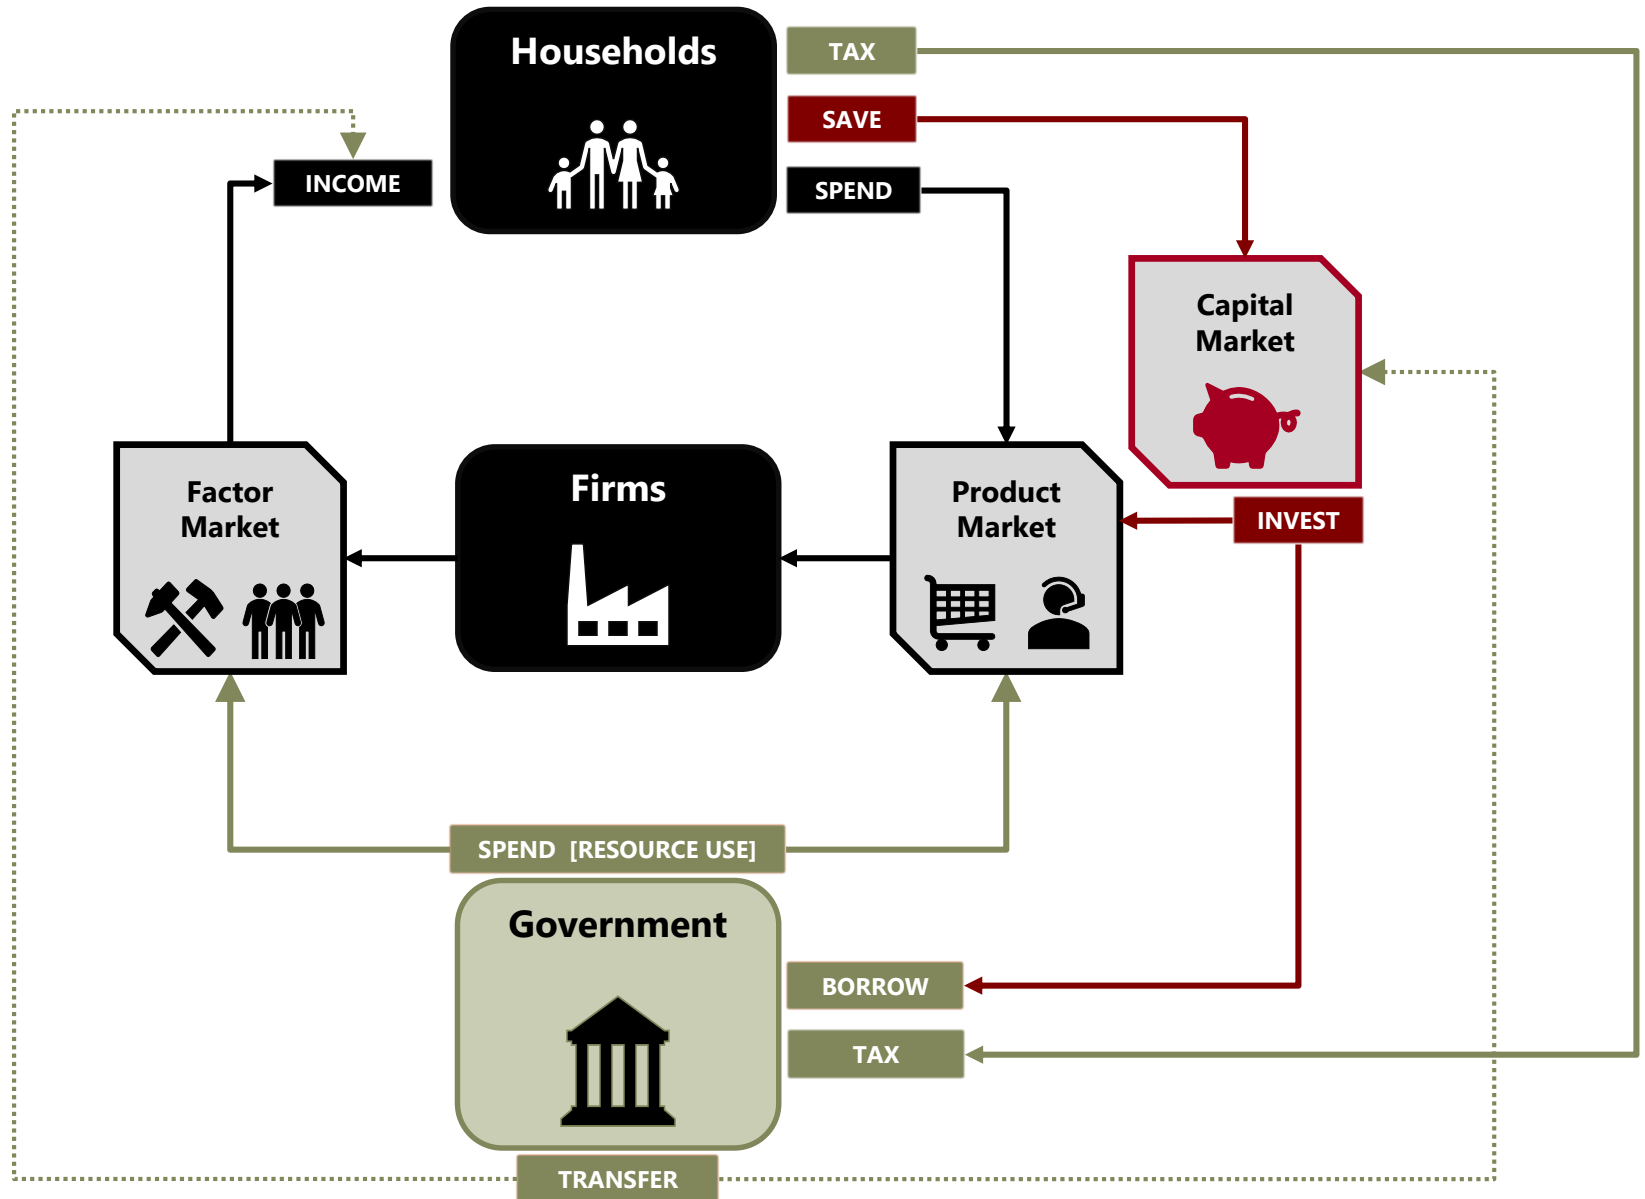 Households
TAX
SAVE
SPEND
INCOME
Capital
Market
Factor
Market
Firms
Product
Market
INVEST
SPEND [RESOURCE USE]
Government
BORROW
TAX
TRANSFER